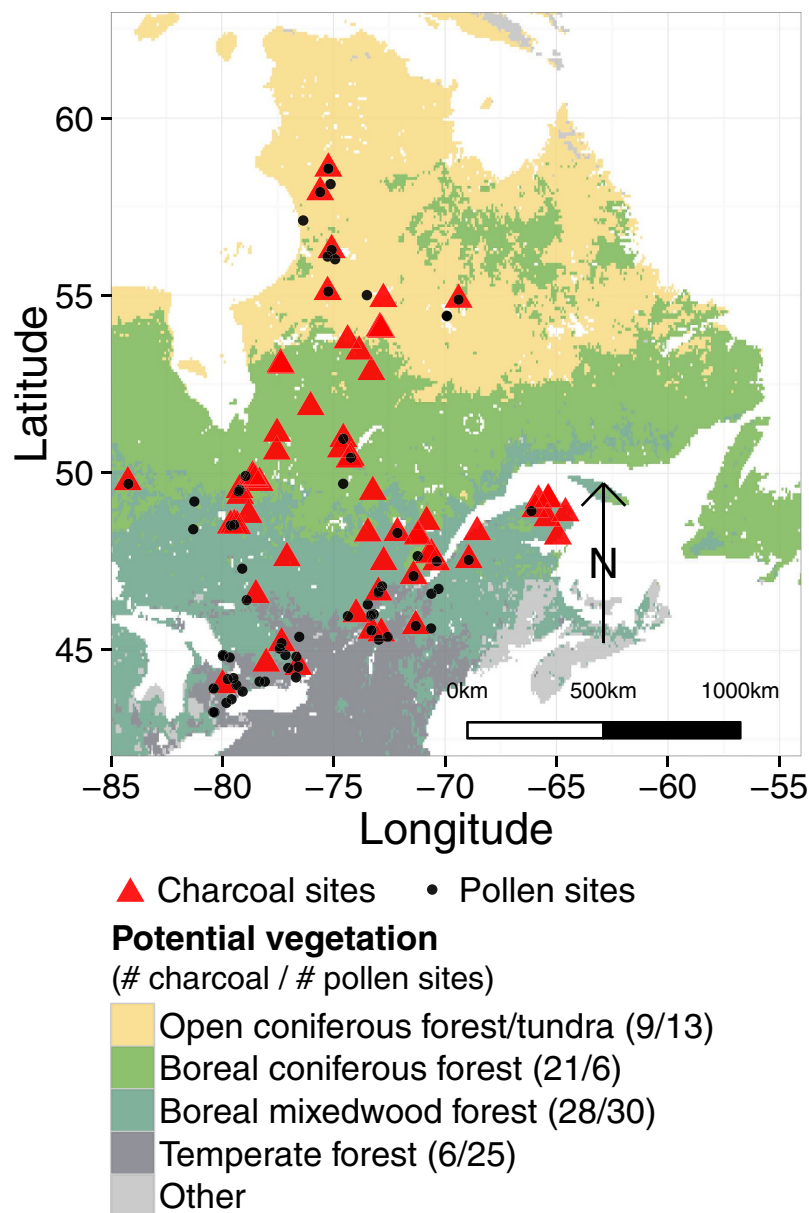 60
55
50
45
Latitude
N
0km 500km 1000km
−85 −80 −75 −70 −65 −60 −55
Longitude
Charcoal sites Pollen sites
Potential vegetation
(# charcoal / # pollen sites)
Open coniferous forest/tundra (9/13)
Boreal coniferous forest (21/6)
Boreal mixedwood forest (28/30)
Temperate forest (6/25)
Other